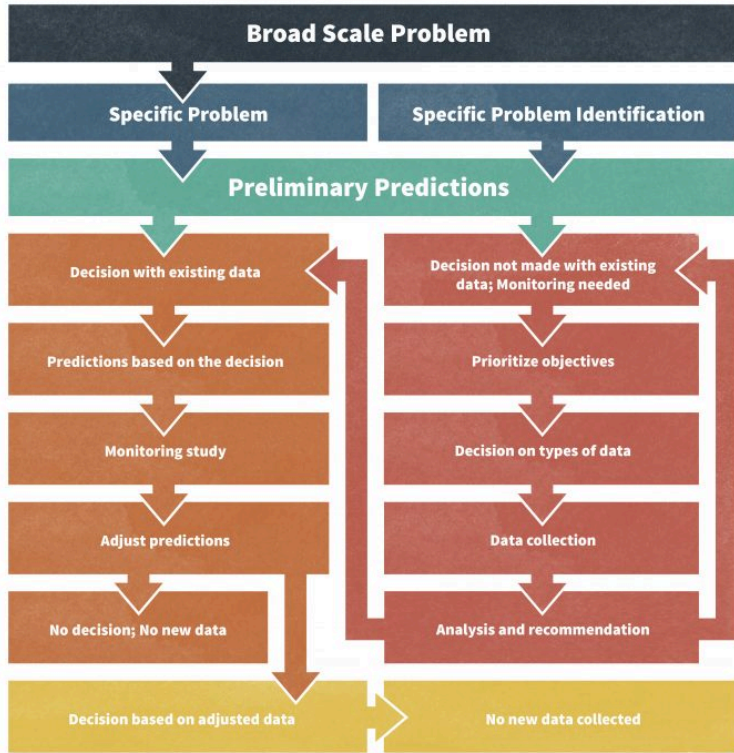 Broad Scale Problem
Specific Problem
Specific Problem Identification
Preliminary Predictions
Decision with existing data
Decision not made with existing
data; Monitoring needed
Predictions based on the decision
Prioritize objectives
Monitoring study
Decision on types of data
Adjust predictions
Data collection
No decision; No new data
Analysis and recommendation
Decision based on adjusted data
No new data collected